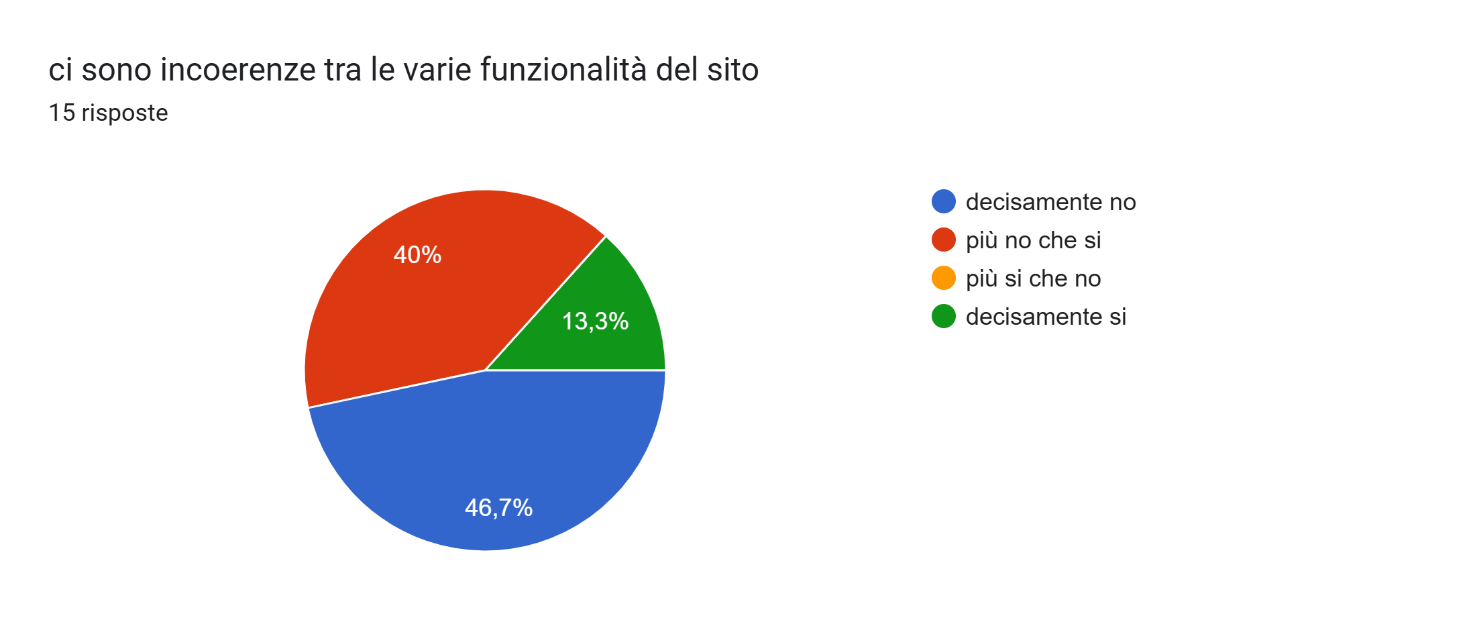 ci sono incoerenze tra le varie funzionalità del sito
15 risposte
decisamente no
più no che si
più si che no
decisamente si
40%
13,3%
46,7%